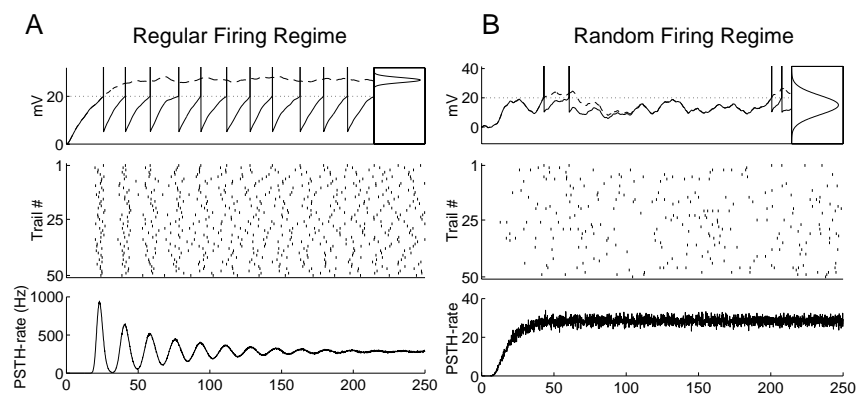 A
Regular Firing Regime
mV
20
0
Trail #
1
25
50
PSTH-rate (Hz)
1000
500
0
0 50 100 150 200 250
B
Random Firing Regime
mV
40
20
0
Trail #
1
25
50
PSTH-rate
40
20
0
0 50 100 150 200 250